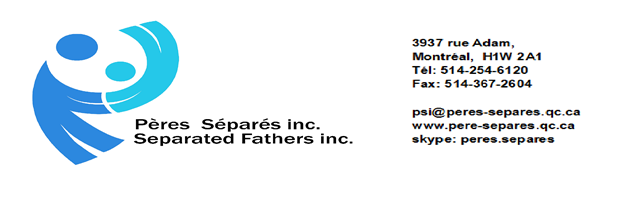 Pères Séparés inc.
Separated Fathers inc.
3937 rue Adam,
Montréal, H1W 2A1
Tél: 514-254-6120
Fax: 514-367-2604
psi@peres-separes.qc.ca
www.pere-separes.qc.ca
skype: peres.separes